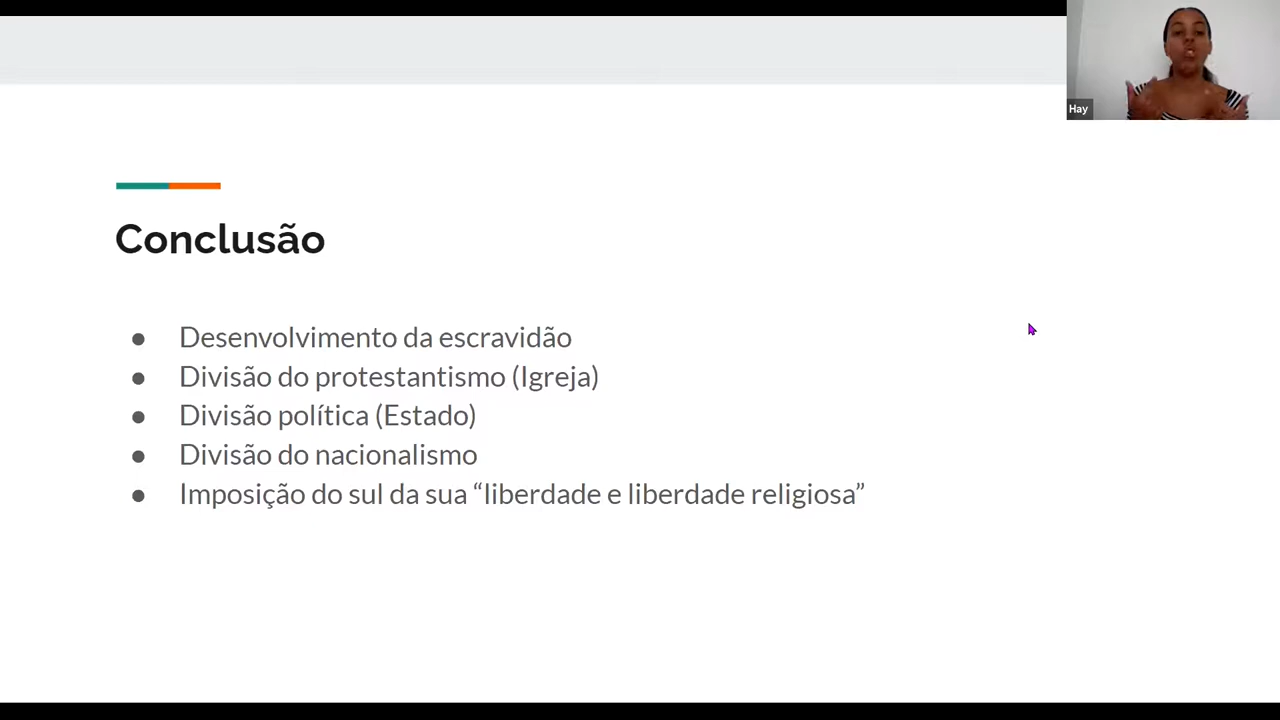 Hay
Conclusão
● Desenvolvimento da escravidão
● Divisão do protestantismo (Igreja)
● Divisão política (Estado)
● Divisão do nacionalismo
● Imposição do sul da sua “liberdade e liberdade religiosa”